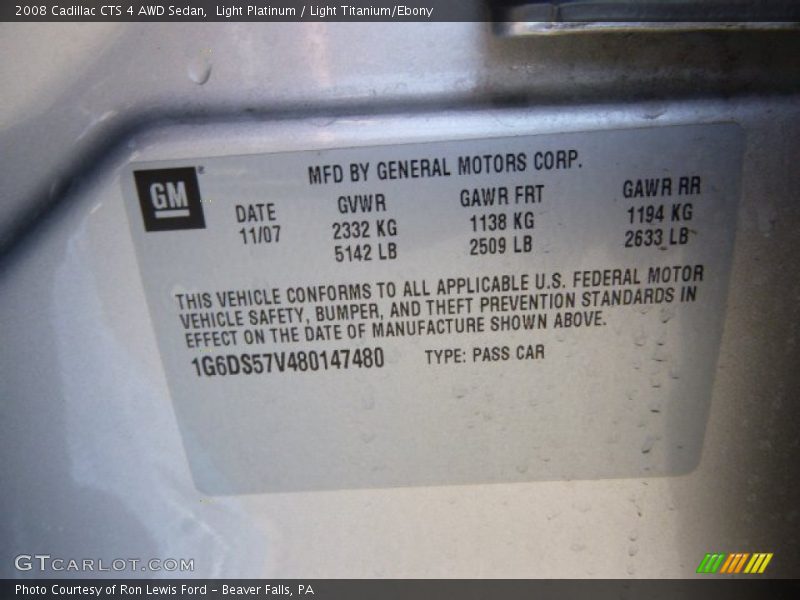 2008 Cadillac CTS 4 AWD Sedan, Light Platinum / Light Titanium/Ebony
MFD BY GENERAL MOTORS CORP.
GM
DATE GVWR GAWR FRT GAWR RR
11/07 2332 KG 1138 KG 1194 KG
5142 LB 2509 LB 2633 LB
THIS VEHICLE CONFORMS TO ALL APPLICABLE U.S. FEDERAL MOTOR
VEHICLE SAFETY, BUMPER, AND THEFT PREVENTION STANDARDS IN
EFFECT ON THE DATE OF MANUFACTURE SHOWN ABOVE.
1G6DS57V480147480 TYPE: PASS CAR
GTCARLOT.COM
Photo Courtesy of Ron Lewis Ford - Beaver Falls, PA